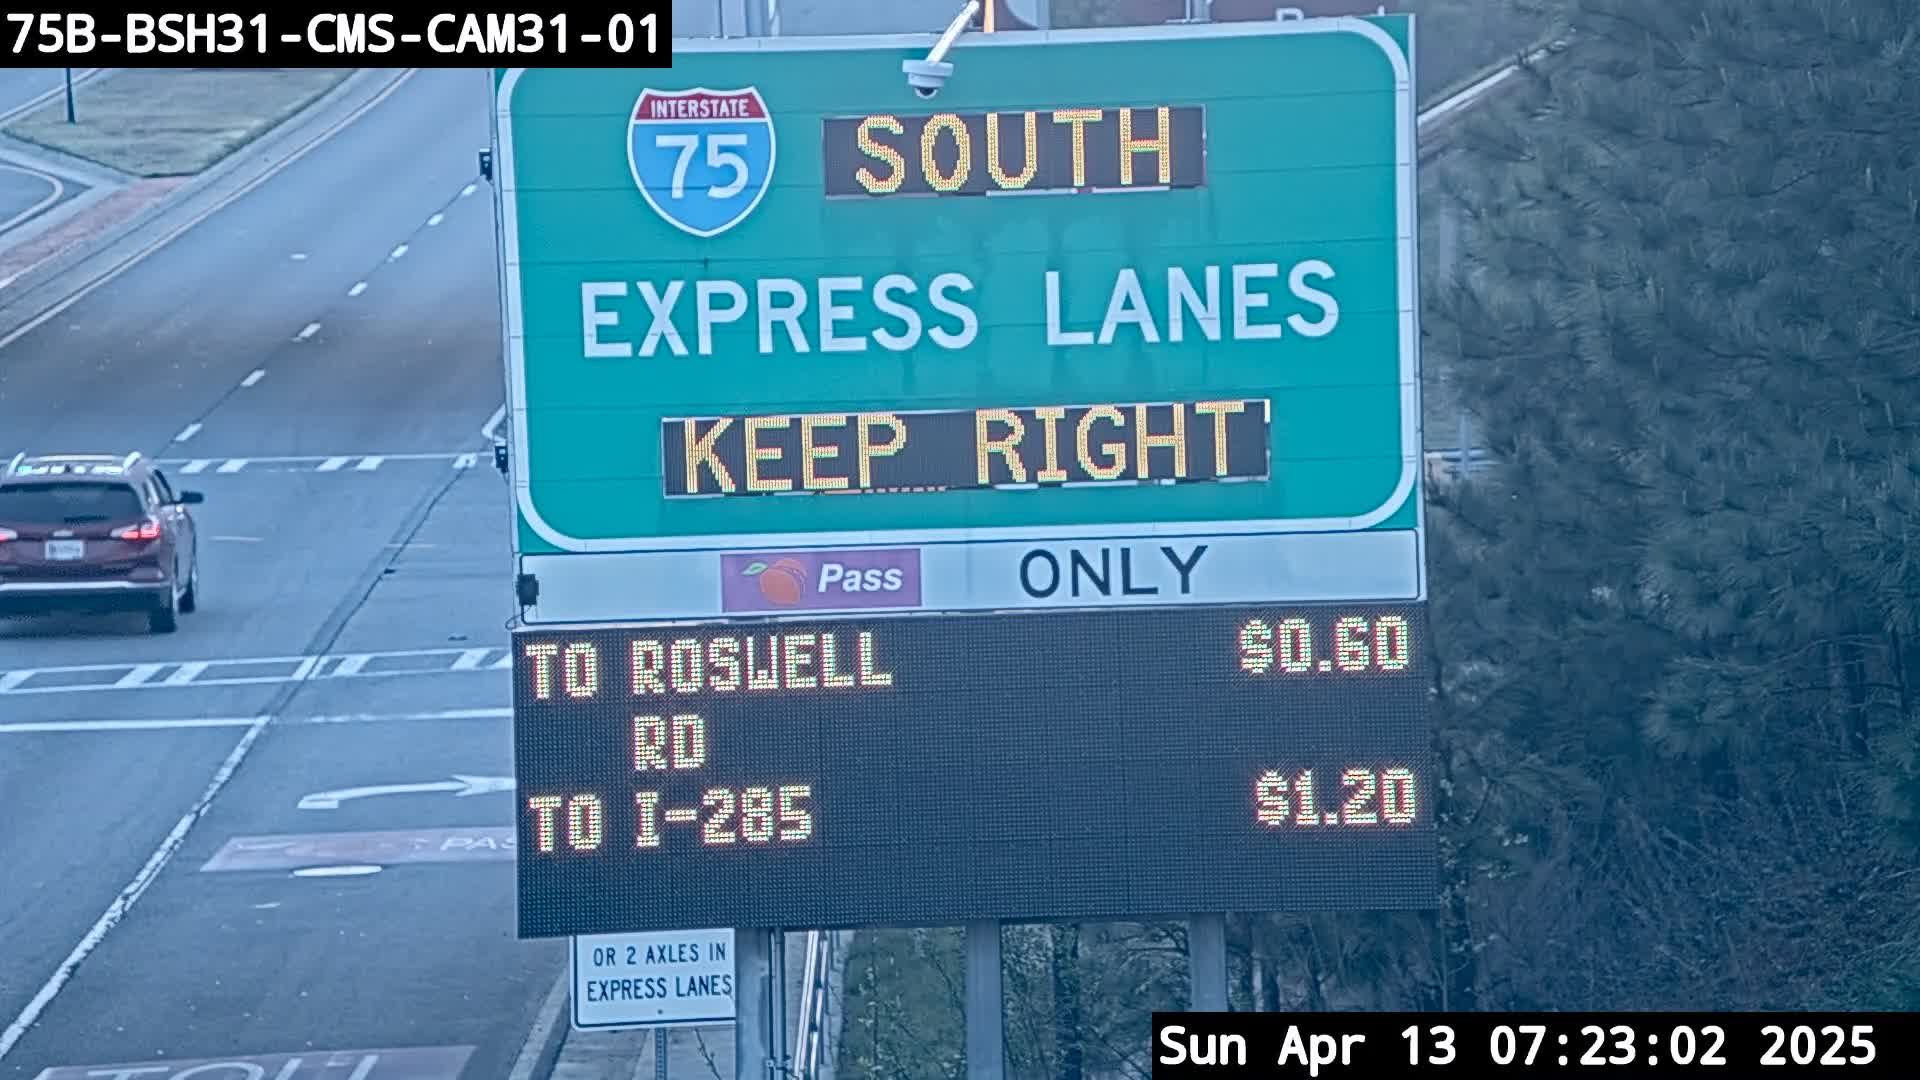 75B-BSH31-CMS-CAM31-01
INTERSTATE
75
SOUTH
EXPRESS LANES
KEEP RIGHT
Pass ONLY
TO ROSWELL $0.60
RD
TO I-285 $1.20
OR 2 AXLES IN
EXPRESS LANES
Sun Apr 13 07:23:02 2025